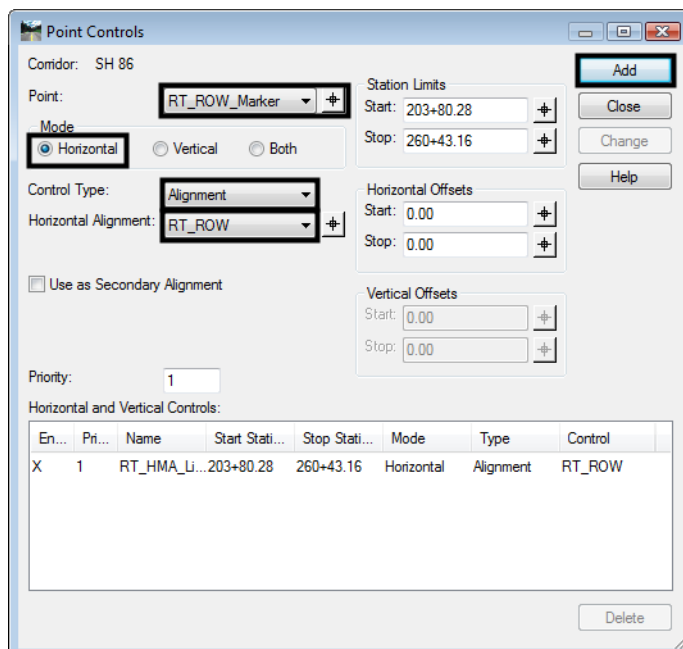 Point Controls
Corridor: SH 86
Point: RT_ROW_Marker
Mode
Horizontal Vertical Both
Control Type: Alignment
Horizontal Alignment: RT_ROW
Use as Secondary Alignment
Priority: 1
Station Limits
Start: 203+80.28
Stop: 260+43.16
Horizontal Offsets
Start: 0.00
Stop: 0.00
Vertical Offsets
Start: 0.00
Stop: 0.00
Add
Close
Change
Help
Horizontal and Vertical Controls:
En... Pri... Name Start Stati... Stop Stati... Mode Type Control
X 1 RT_HMA_Li... 203+80.28 260+43.16 Horizontal Alignment RT_ROW
Delete